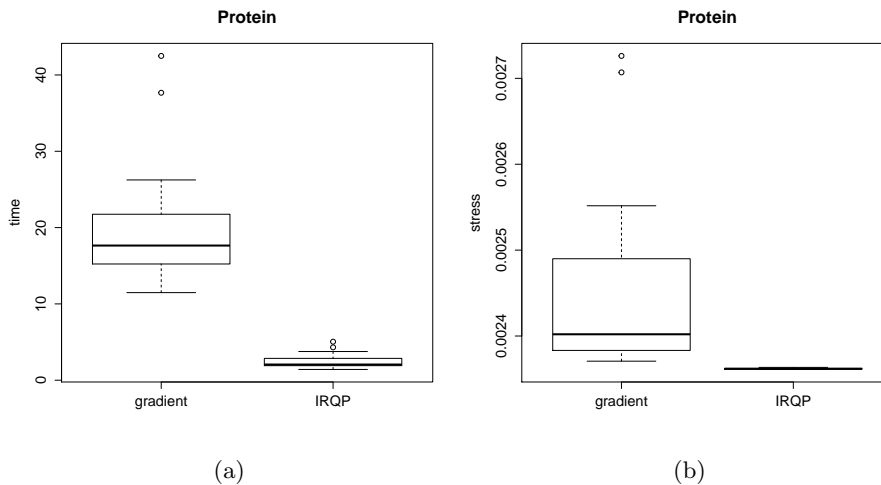 Protein
time
0
10
20
30
40
gradient
IRQP
(a)
Protein
stress
0.0024
0.0025
0.0026
0.0027
gradient
IRQP
(b)